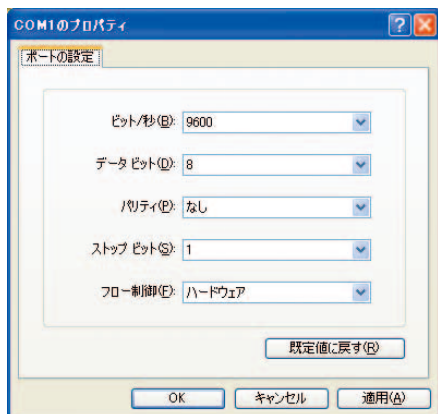 COM1のプロパティ
ポートの設定
ビット/秒(B): 9600
データ ビット(D): 8
パリティ(P): なし
ストップ ビット(S): 1
フロー制御(F): ハードウェア
既定値に戻す(R)
OK キャンセル 適用(A)